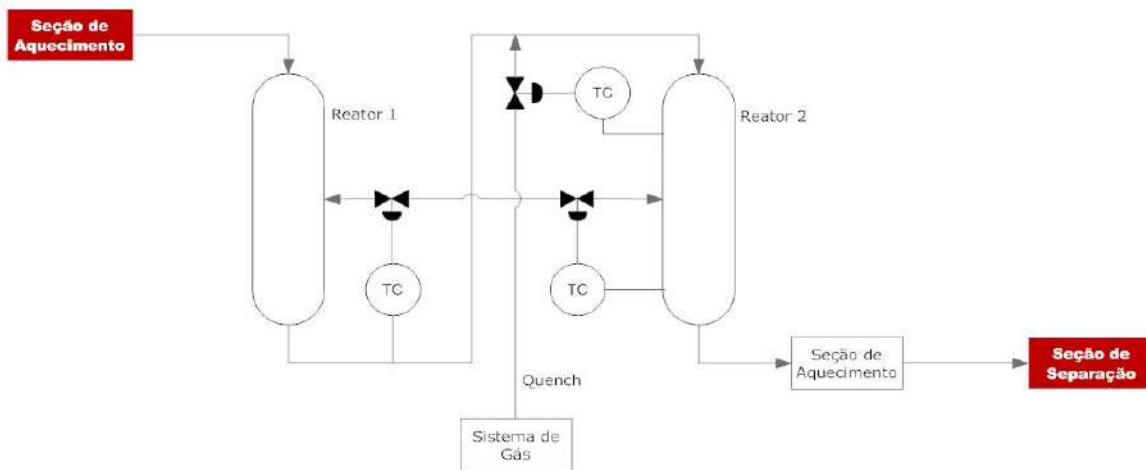 Seção de
Aquecimento
Reator 1
TC
Reator 2
TC
TC
Quench
Seção de
Aquecimento
Seção de
Separação
Sistema de
Gás